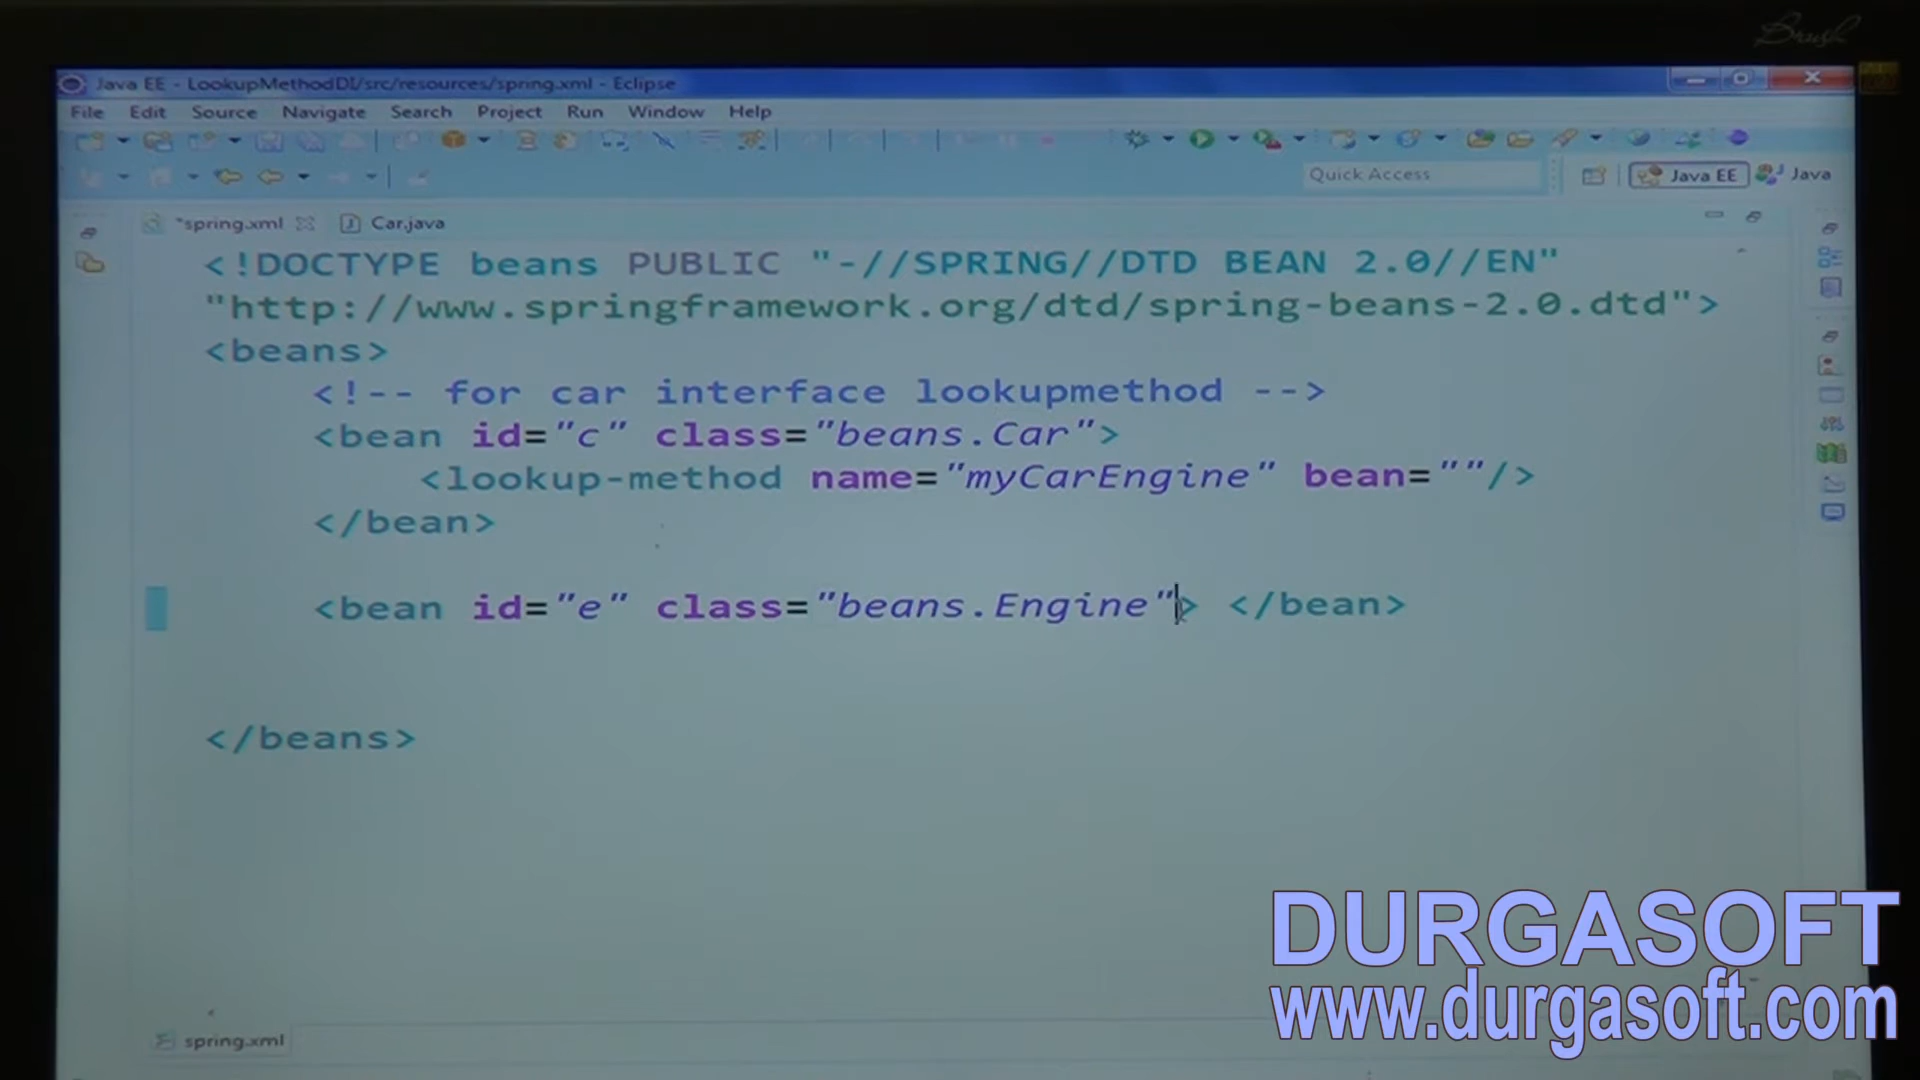 Brush
Java EE - LookupMethodDI/src/resources/spring.xml - Eclipse
File Edit Source Navigate Search Project Run Window Help
Quick Access Java EE Java
*spring.xml Car.java
<!DOCTYPE beans PUBLIC "-//SPRING//DTD BEAN 2.0//EN"
"http://www.springframework.org/dtd/spring-beans-2.0.dtd">
<beans>
<!-- for car interface lookupmethod -->
<bean id="c" class="beans.Car">
<lookup-method name="myCarEngine" bean=""/>
</bean>
<bean id="e" class="beans.Engine"> </bean>
</beans>
DURGASOFT
www.durgasoft.com
spring.xml